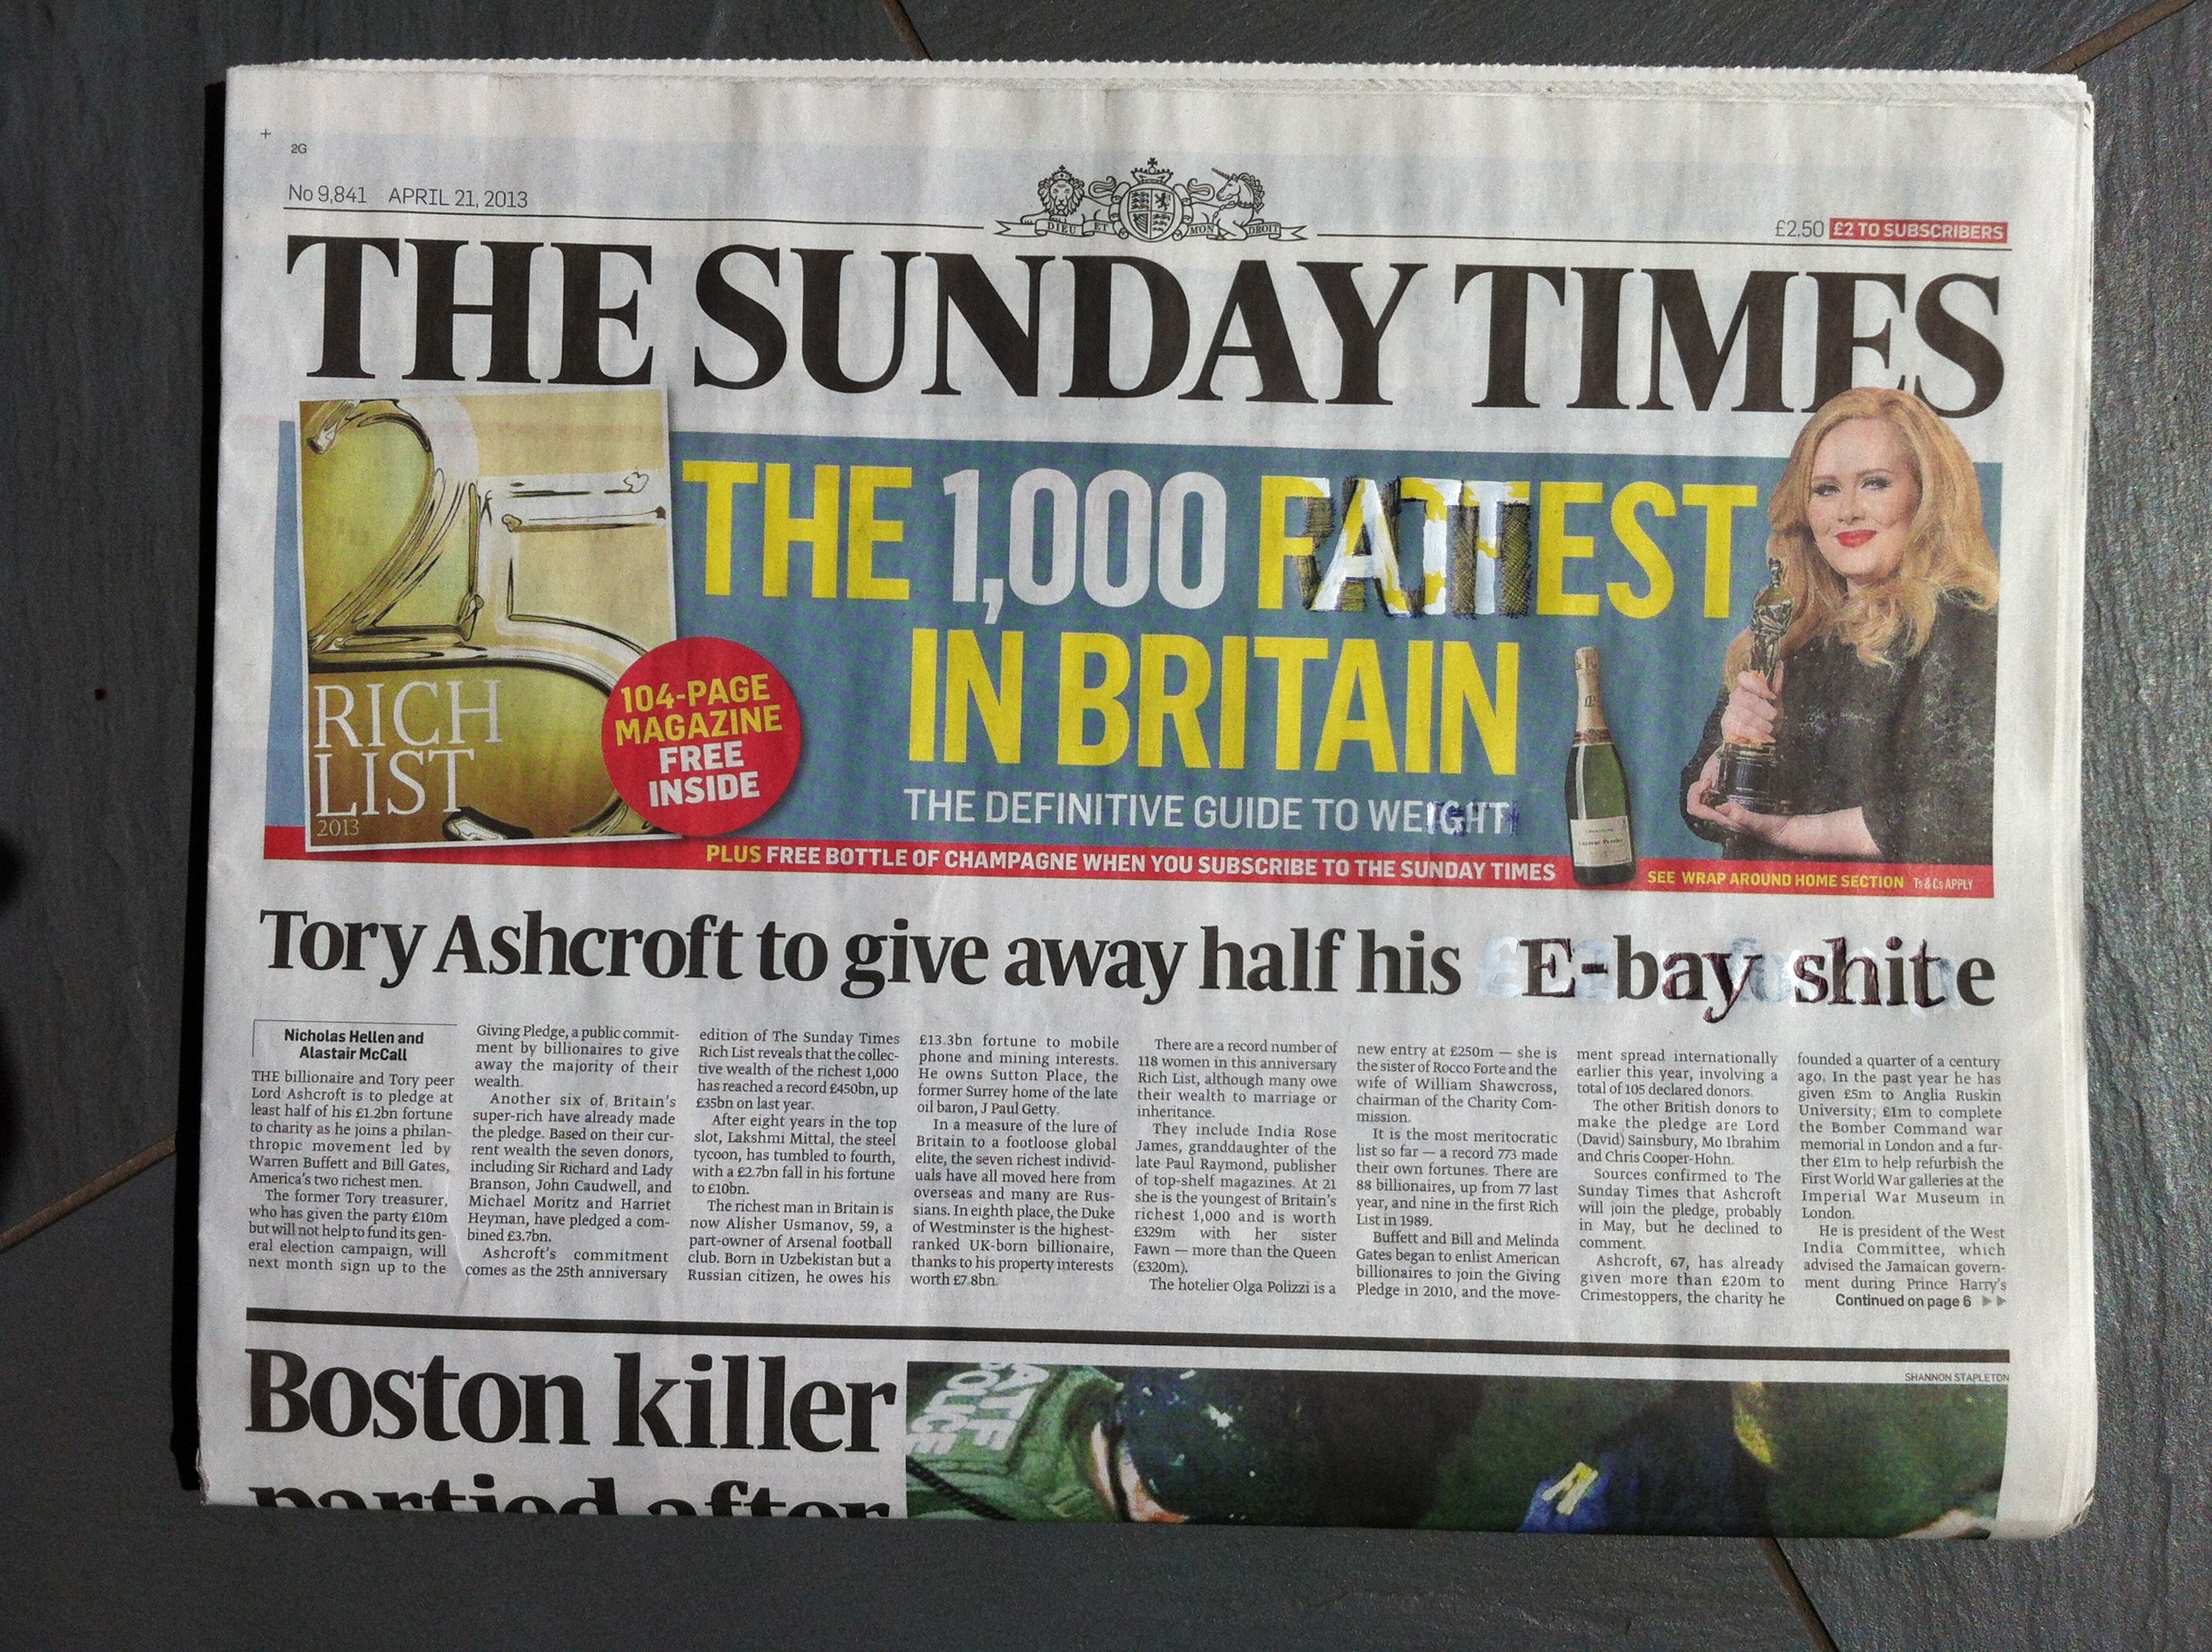 2G
No 9,841 APRIL 21, 2013
DIEU ET MON DROIT
£2.50 £2 TO SUBSCRIBERS
THE SUNDAY TIMES
25
RICH
LIST
2013
104-PAGE
MAGAZINE
FREE
INSIDE
THE 1,000 FATTEST
IN BRITAIN
THE DEFINITIVE GUIDE TO WEIGHT
PLUS FREE BOTTLE OF CHAMPAGNE WHEN YOU SUBSCRIBE TO THE SUNDAY TIMES
SEE WRAP AROUND HOME SECTION Ts & Cs APPLY
Tory Ashcroft to give away half his E-bay shite
Nicholas Hellen and
Alastair McCall
THE billionaire and Tory peer
Lord Ashcroft is to pledge at
least half of his £1.2bn fortune
to charity as he joins a philan-
thropic movement led by
Warren Buffett and Bill Gates,
America's two richest men.
The former Tory treasurer,
who has given the party £10m
but will not help to fund its gen-
eral election campaign, will
next month sign up to the
Giving Pledge, a public commit-
ment by billionaires to give
away the majority of their
wealth.
Another six of Britain's
super-rich have already made
the pledge. Based on their cur-
rent wealth the seven donors,
including Sir Richard and Lady
Branson, John Caudwell, and
Michael Moritz and Harriet
Heyman, have pledged a com-
bined £3.7bn.
Ashcroft's commitment
comes as the 25th anniversary
edition of The Sunday Times
Rich List reveals that the collec-
tive wealth of the richest 1,000
has reached a record £450bn, up
£35bn on last year.
After eight years in the top
slot, Lakshmi Mittal, the steel
tycoon, has tumbled to fourth,
with a £2.7bn fall in his fortune
to £10bn.
The richest man in Britain is
now Alisher Usmanov, 59, a
part-owner of Arsenal football
club. Born in Uzbekistan but a
Russian citizen, he owes his
£13.3bn fortune to mobile
phone and mining interests.
He owns Sutton Place, the
former Surrey home of the late
oil baron, J Paul Getty.
In a measure of the lure of
Britain to a footloose global
elite, the seven richest individ-
uals have all moved here from
overseas and many are Rus-
sians. In eighth place, the Duke
of Westminster is the highest-
ranked UK-born billionaire,
thanks to his property interests
worth £7.8bn.
There are a record number of
118 women in this anniversary
Rich List, although many owe
their wealth to marriage or
inheritance.
They include India Rose
James, granddaughter of the
late Paul Raymond, publisher
of top-shelf magazines. At 21
she is the youngest of Britain's
richest 1,000 and is worth
£329m with her sister
Fawn — more than the Queen
(£320m).
The hotelier Olga Polizzi is a
new entry at £250m — she is
the sister of Rocco Forte and the
wife of William Shawcross,
chairman of the Charity Com-
mission.
It is the most meritocratic
list so far — a record 773 made
their own fortunes. There are
88 billionaires, up from 77 last
year, and nine in the first Rich
List in 1989.
Buffett and Bill and Melinda
Gates began to enlist American
billionaires to join the Giving
Pledge in 2010, and the move-
ment spread internationally
earlier this year, involving a
total of 105 declared donors.
The other British donors to
make the pledge are Lord
(David) Sainsbury, Mo Ibrahim
and Chris Cooper-Hohn.
Sources confirmed to The
Sunday Times that Ashcroft
will join the pledge, probably
in May, but he declined to
comment.
Ashcroft, 67, has already
given more than £20m to
Crimestoppers, the charity he
founded a quarter of a century
ago. In the past year he has
given £5m to Anglia Ruskin
University; £1m to complete
the Bomber Command war
memorial in London and a fur-
ther £1m to help refurbish the
First World War galleries at the
Imperial War Museum in
London.
He is president of the West
India Committee, which
advised the Jamaican govern-
ment during Prince Harry's
Continued on page 6
SHANNON STAPLETON
Boston killer
partied after
ATF
POLICE